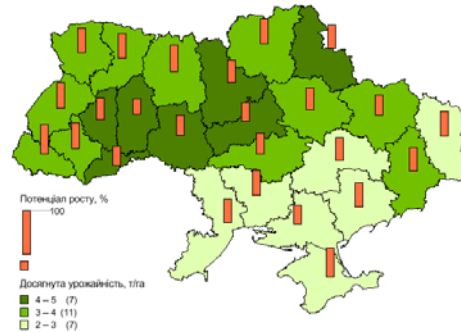 Потенціал росту, %
100
Досягнута урожайність, т/га
4 – 5 (7)
3 – 4 (11)
2 – 3 (7)